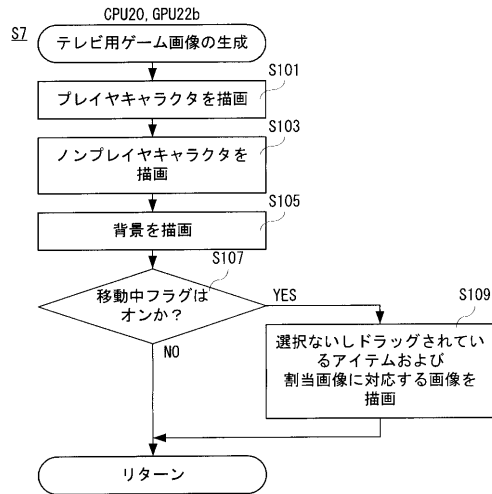 CPU20, GPU22b
S7
テレビ用ゲーム画像の生成
S101
プレイヤキャラクタを描画
S103
ノンプレイヤキャラクタを
描画
S105
背景を描画
S107
移動中フラグは
オンか？
YES
NO
S109
選択ないしドラッグされてい
るアイテムおよび
割当画像に対応する画像を
描画
リターン